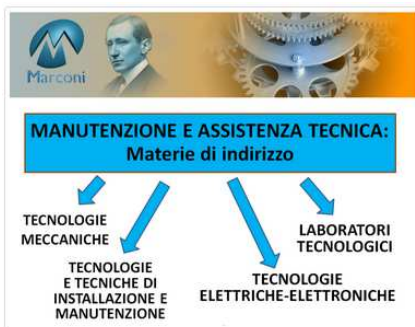 Marconi
MANUTENZIONE E ASSISTENZA TECNICA:
Materie di indirizzo
TECNOLOGIE
MECCANICHE
TECNOLOGIE
E TECNICHE DI
INSTALLAZIONE E
MANUTENZIONE
TECNOLOGIE
ELETTRICHE-ELETTRONICHE
LABORATORI
TECNOLOGICI